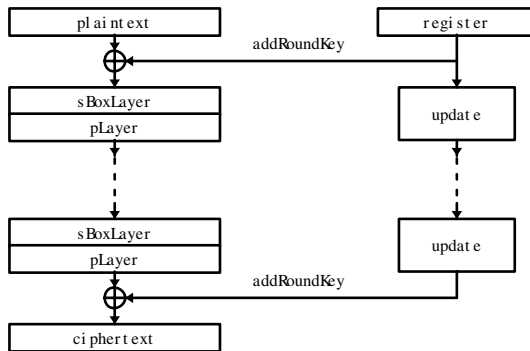 plaintext
register
addRoundKey
sBoxLayer
pLayer
update
sBoxLayer
pLayer
update
addRoundKey
ciphertext